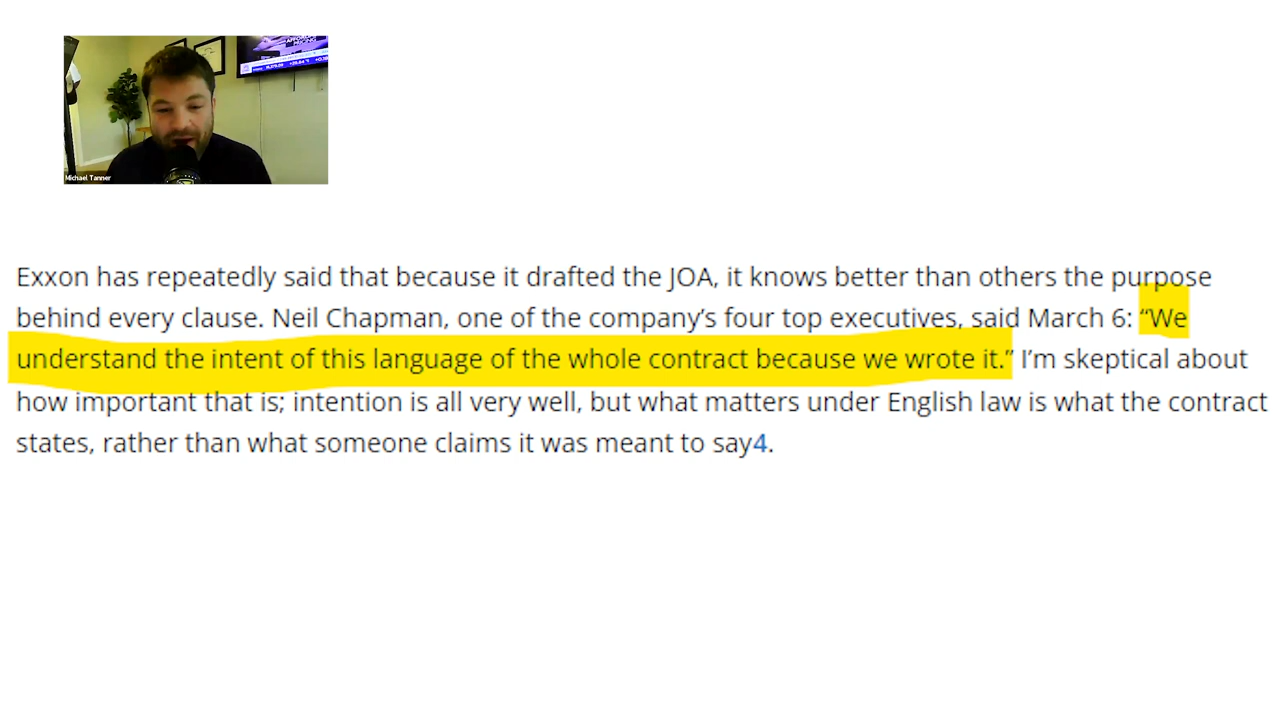 Michael Tanner
Exxon has repeatedly said that because it drafted the JOA, it knows better than others the purpose
behind every clause. Neil Chapman, one of the company’s four top executives, said March 6: “We
understand the intent of this language of the whole contract because we wrote it.” I’m skeptical about
how important that is; intention is all very well, but what matters under English law is what the contract
states, rather than what someone claims it was meant to say4.